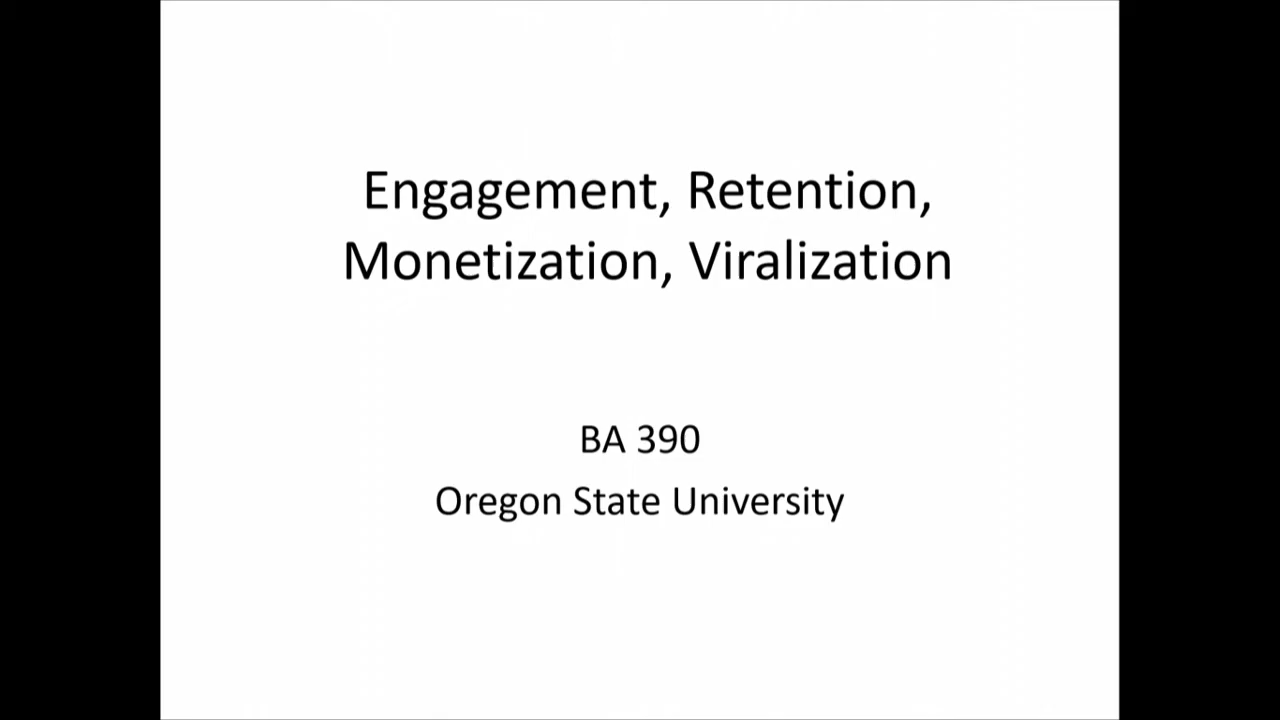 Engagement, Retention,
Monetization, Viralization
BA 390
Oregon State University